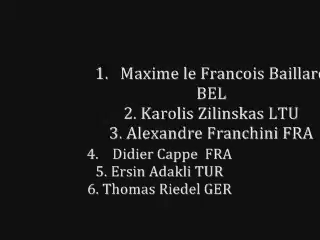 1. Maxime le Francois Baillard
BEL
2. Karolis Zilinskas LTU
3. Alexandre Franchini FRA
4. Didier Cappe FRA
5. Ersin Adakli TUR
6. Thomas Riedel GER